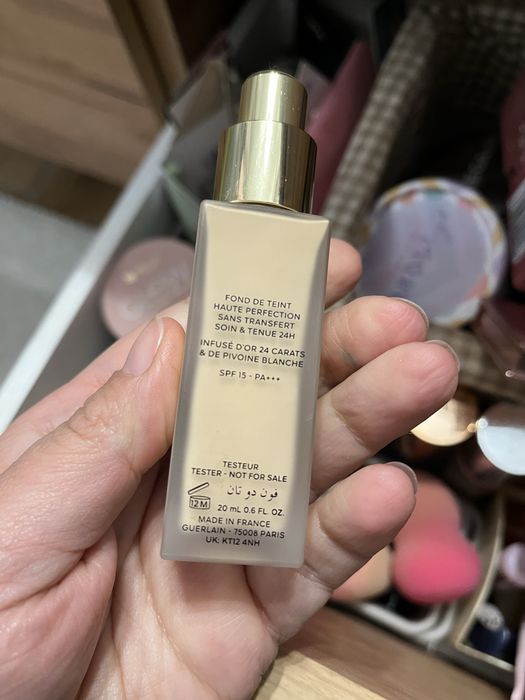 FOND DE TEINT
HAUTE PERFECTION
SANS TRANSFERT
SOIN & TENUE 24H
INFUSÉ D'OR 24 CARATS
& DE PIVOINE BLANCHE
SPF 15 - PA+++
TESTEUR
TESTER - NOT FOR SALE
فون دو تان
12 M
20 mL 0.6 FL. OZ.
MADE IN FRANCE
GUERLAIN - 75008 PARIS
UK: KT12 4NH